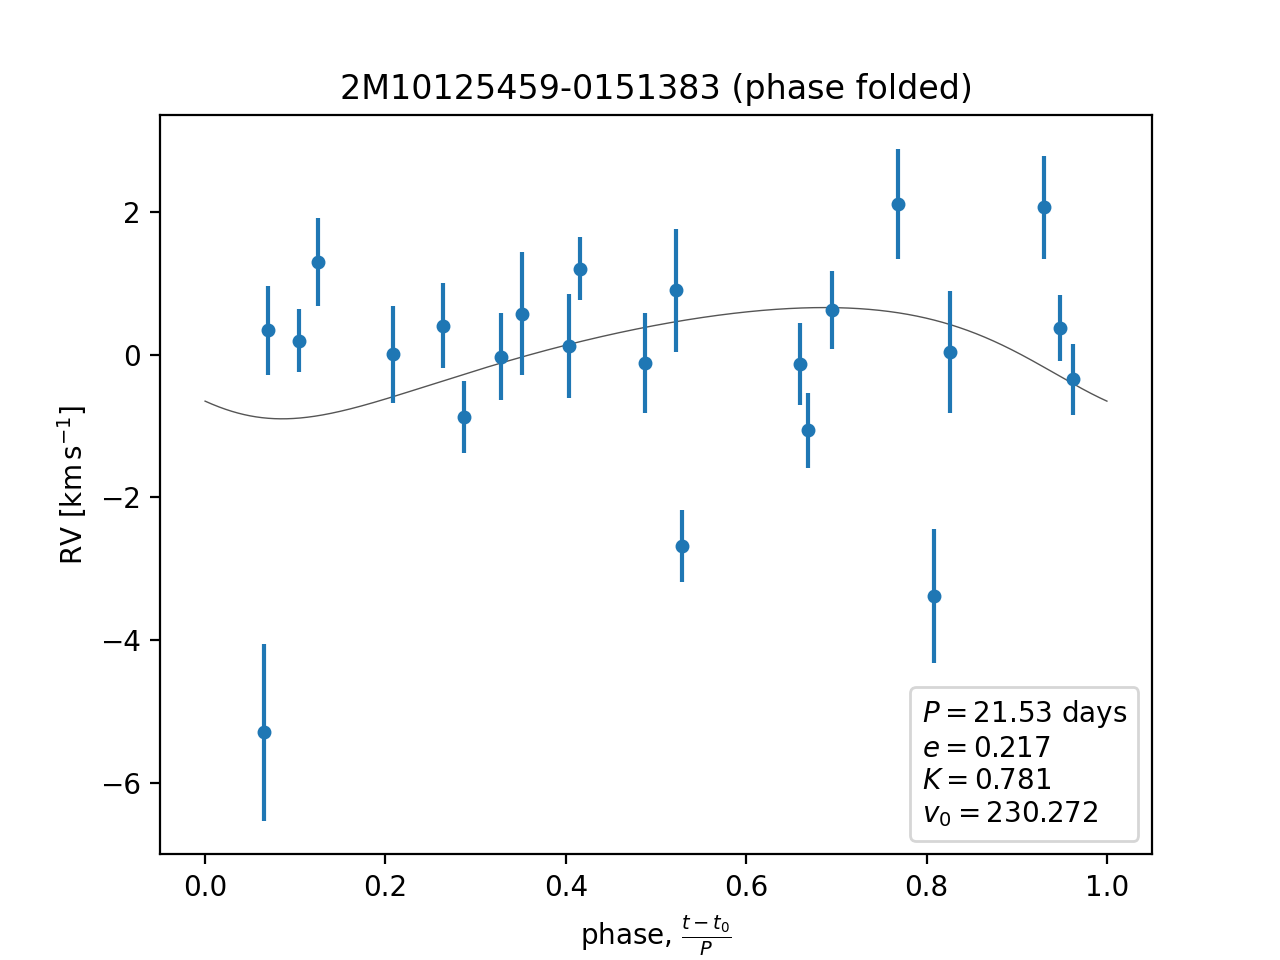 2M10125459-0151383 (phase folded)
RV [km s⁻¹]
2
0
−2
−4
−6
P = 21.53 days
e = 0.217
K = 0.781
v₀ = 230.272
0.0 0.2 0.4 0.6 0.8 1.0
phase, (t − t₀)/P